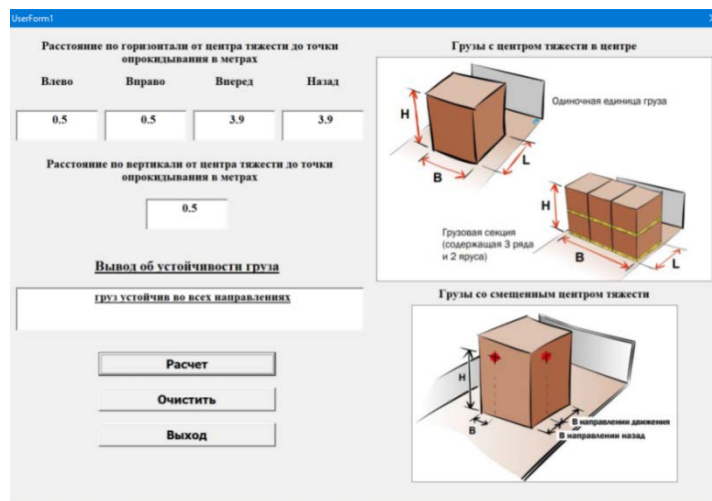 UserForm1
Расстояние по горизонтали от центра тяжести до точки
опрокидывания в метрах
Влево Вправо Вперед Назад
0.5 0.5 3.9 3.9
Расстояние по вертикали от центра тяжести до точки
опрокидывания в метрах
0.5
Вывод об устойчивости груза
груз устойчив во всех направлениях
Расчет
Очистить
Выход
Грузы с центром тяжести в центре
H
Одиночная единица груза
B
L
H
Грузовая секция
(содержащая 3 ряда
и 2 яруса)
B
L
Грузы со смещенным центром тяжести
H
B
В направлении движения
В направлении назад